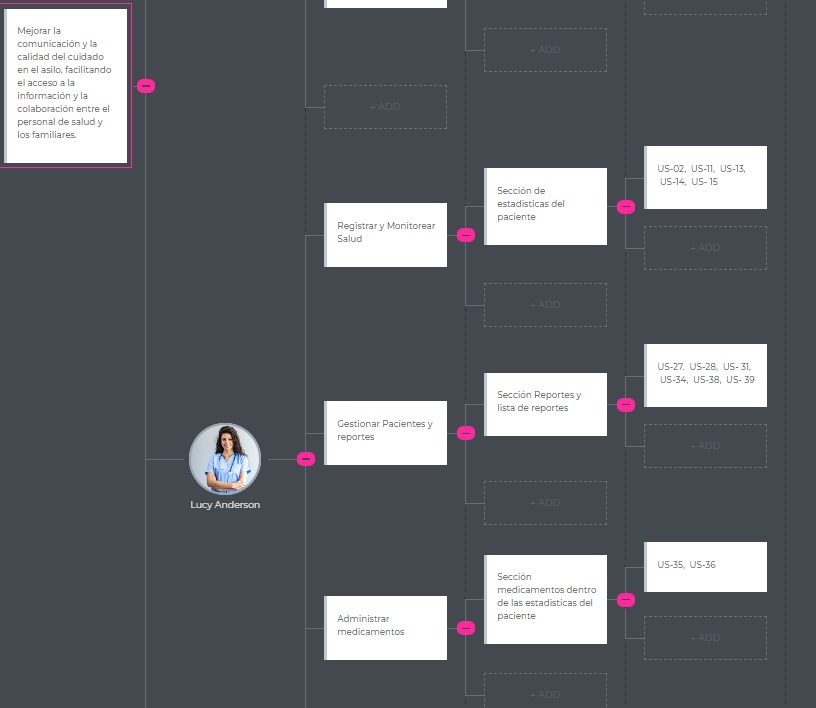 Mejorar la
comunicación y la
calidad del cuidado
en el asilo, facilitando
el acceso a la
información y la
colaboración entre el
personal de salud y
los familiares.
+ ADD
+ ADD
Registrar y Monitorear
Salud
Sección de
estadísticas del
paciente
US-02, US-11, US-13,
US-14, US- 15
+ ADD
+ ADD
Lucy Anderson
Gestionar Pacientes y
reportes
Sección Reportes y
lista de reportes
US-27. US-28, US- 31,
US-34, US-38, US- 39
+ ADD
+ ADD
Administrar
medicamentos
Sección
medicamentos dentro
de las estadísticas del
paciente
US-35, US-36
+ ADD
+ ADD